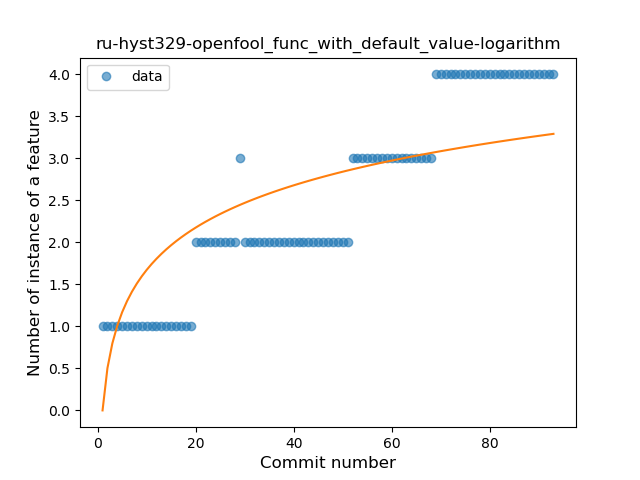 ru-hyst329-openfool_func_with_default_value-logarithm
data
4.0
3.5
3.0
2.5
2.0
1.5
1.0
0.5
0.0
Number of instance of a feature
0 20 40 60 80
Commit number